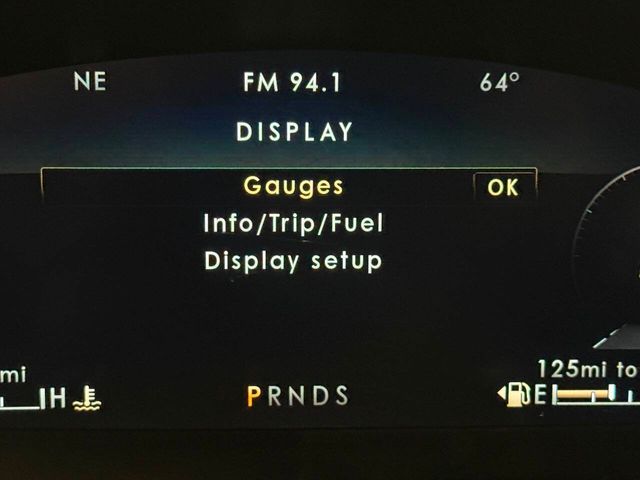 NE FM 94.1 64°
DISPLAY
Gauges OK
Info/Trip/Fuel
Display setup
mi 125mi to
H PRNDS E